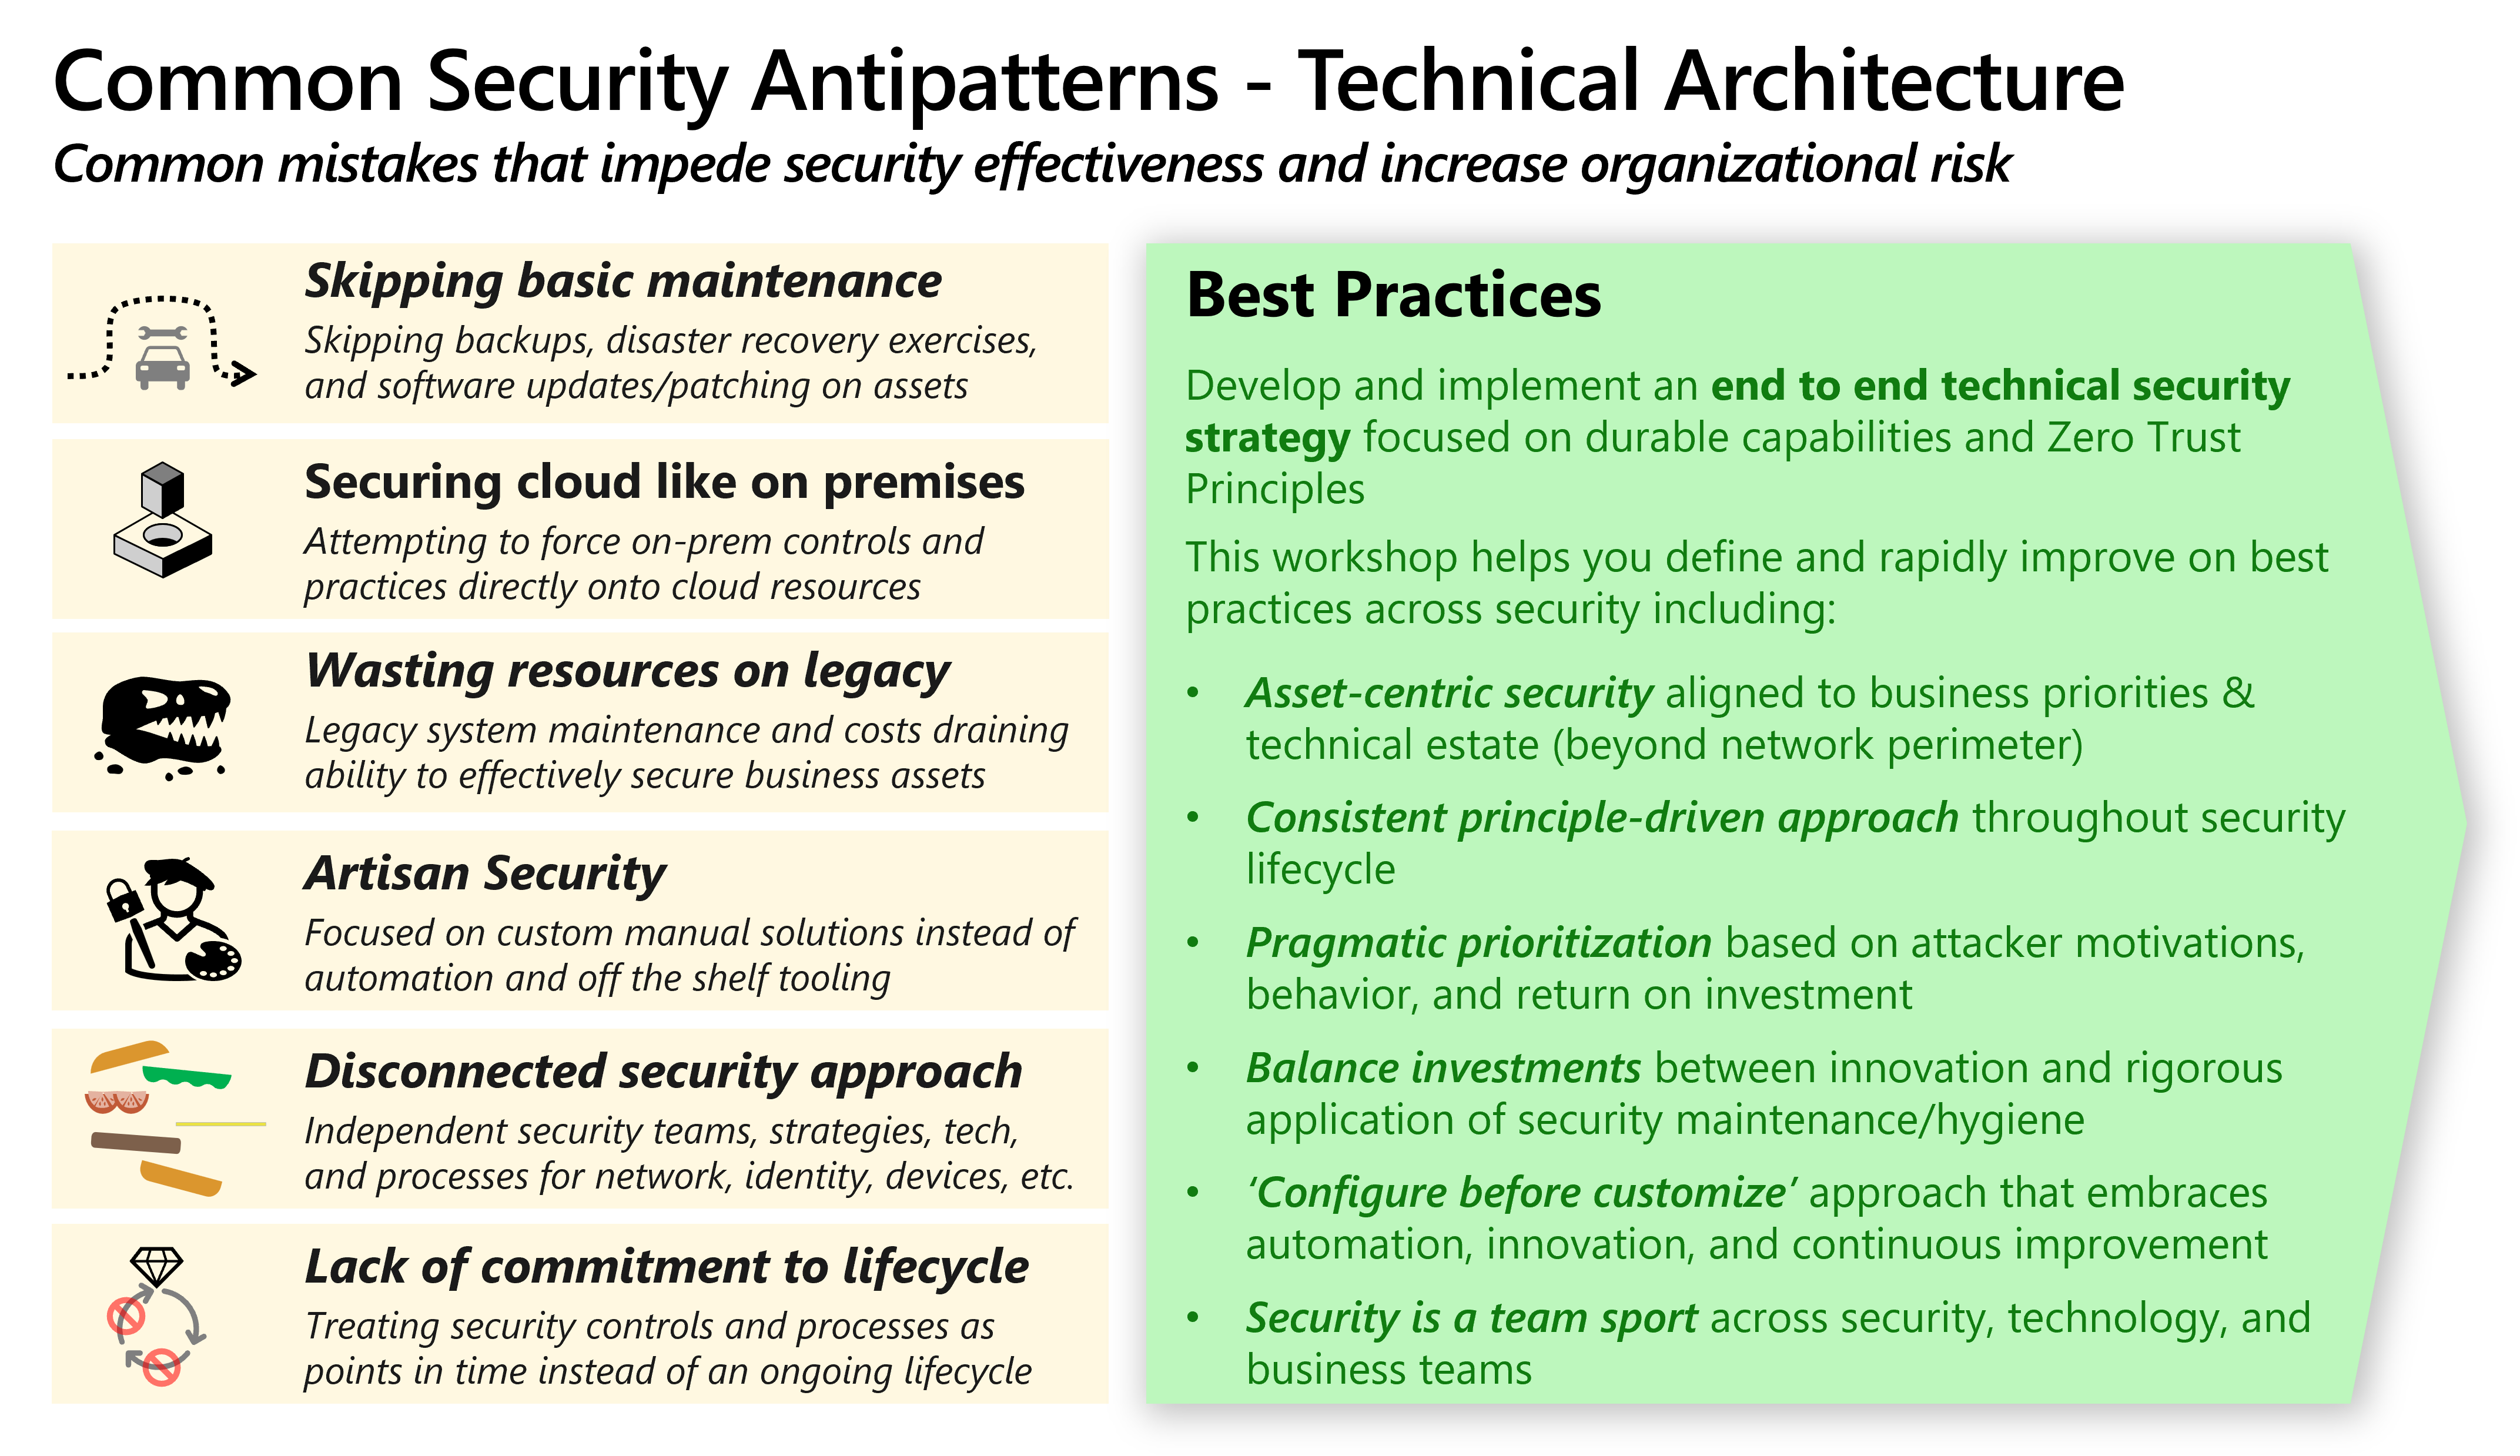 Common Security Antipatterns - Technical Architecture
Common mistakes that impede security effectiveness and increase organizational risk
Skipping basic maintenance
Skipping backups, disaster recovery exercises,
and software updates/patching on assets
Securing cloud like on premises
Attempting to force on-prem controls and
practices directly onto cloud resources
Wasting resources on legacy
Legacy system maintenance and costs draining
ability to effectively secure business assets
Artisan Security
Focused on custom manual solutions instead of
automation and off the shelf tooling
Disconnected security approach
Independent security teams, strategies, tech,
and processes for network, identity, devices, etc.
Lack of commitment to lifecycle
Treating security controls and processes as
points in time instead of an ongoing lifecycle
Best Practices
Develop and implement an end to end technical security
strategy focused on durable capabilities and Zero Trust
Principles
This workshop helps you define and rapidly improve on best
practices across security including:
• Asset-centric security aligned to business priorities &
technical estate (beyond network perimeter)
• Consistent principle-driven approach throughout security
lifecycle
• Pragmatic prioritization based on attacker motivations,
behavior, and return on investment
• Balance investments between innovation and rigorous
application of security maintenance/hygiene
• ‘Configure before customize’ approach that embraces
automation, innovation, and continuous improvement
• Security is a team sport across security, technology, and
business teams